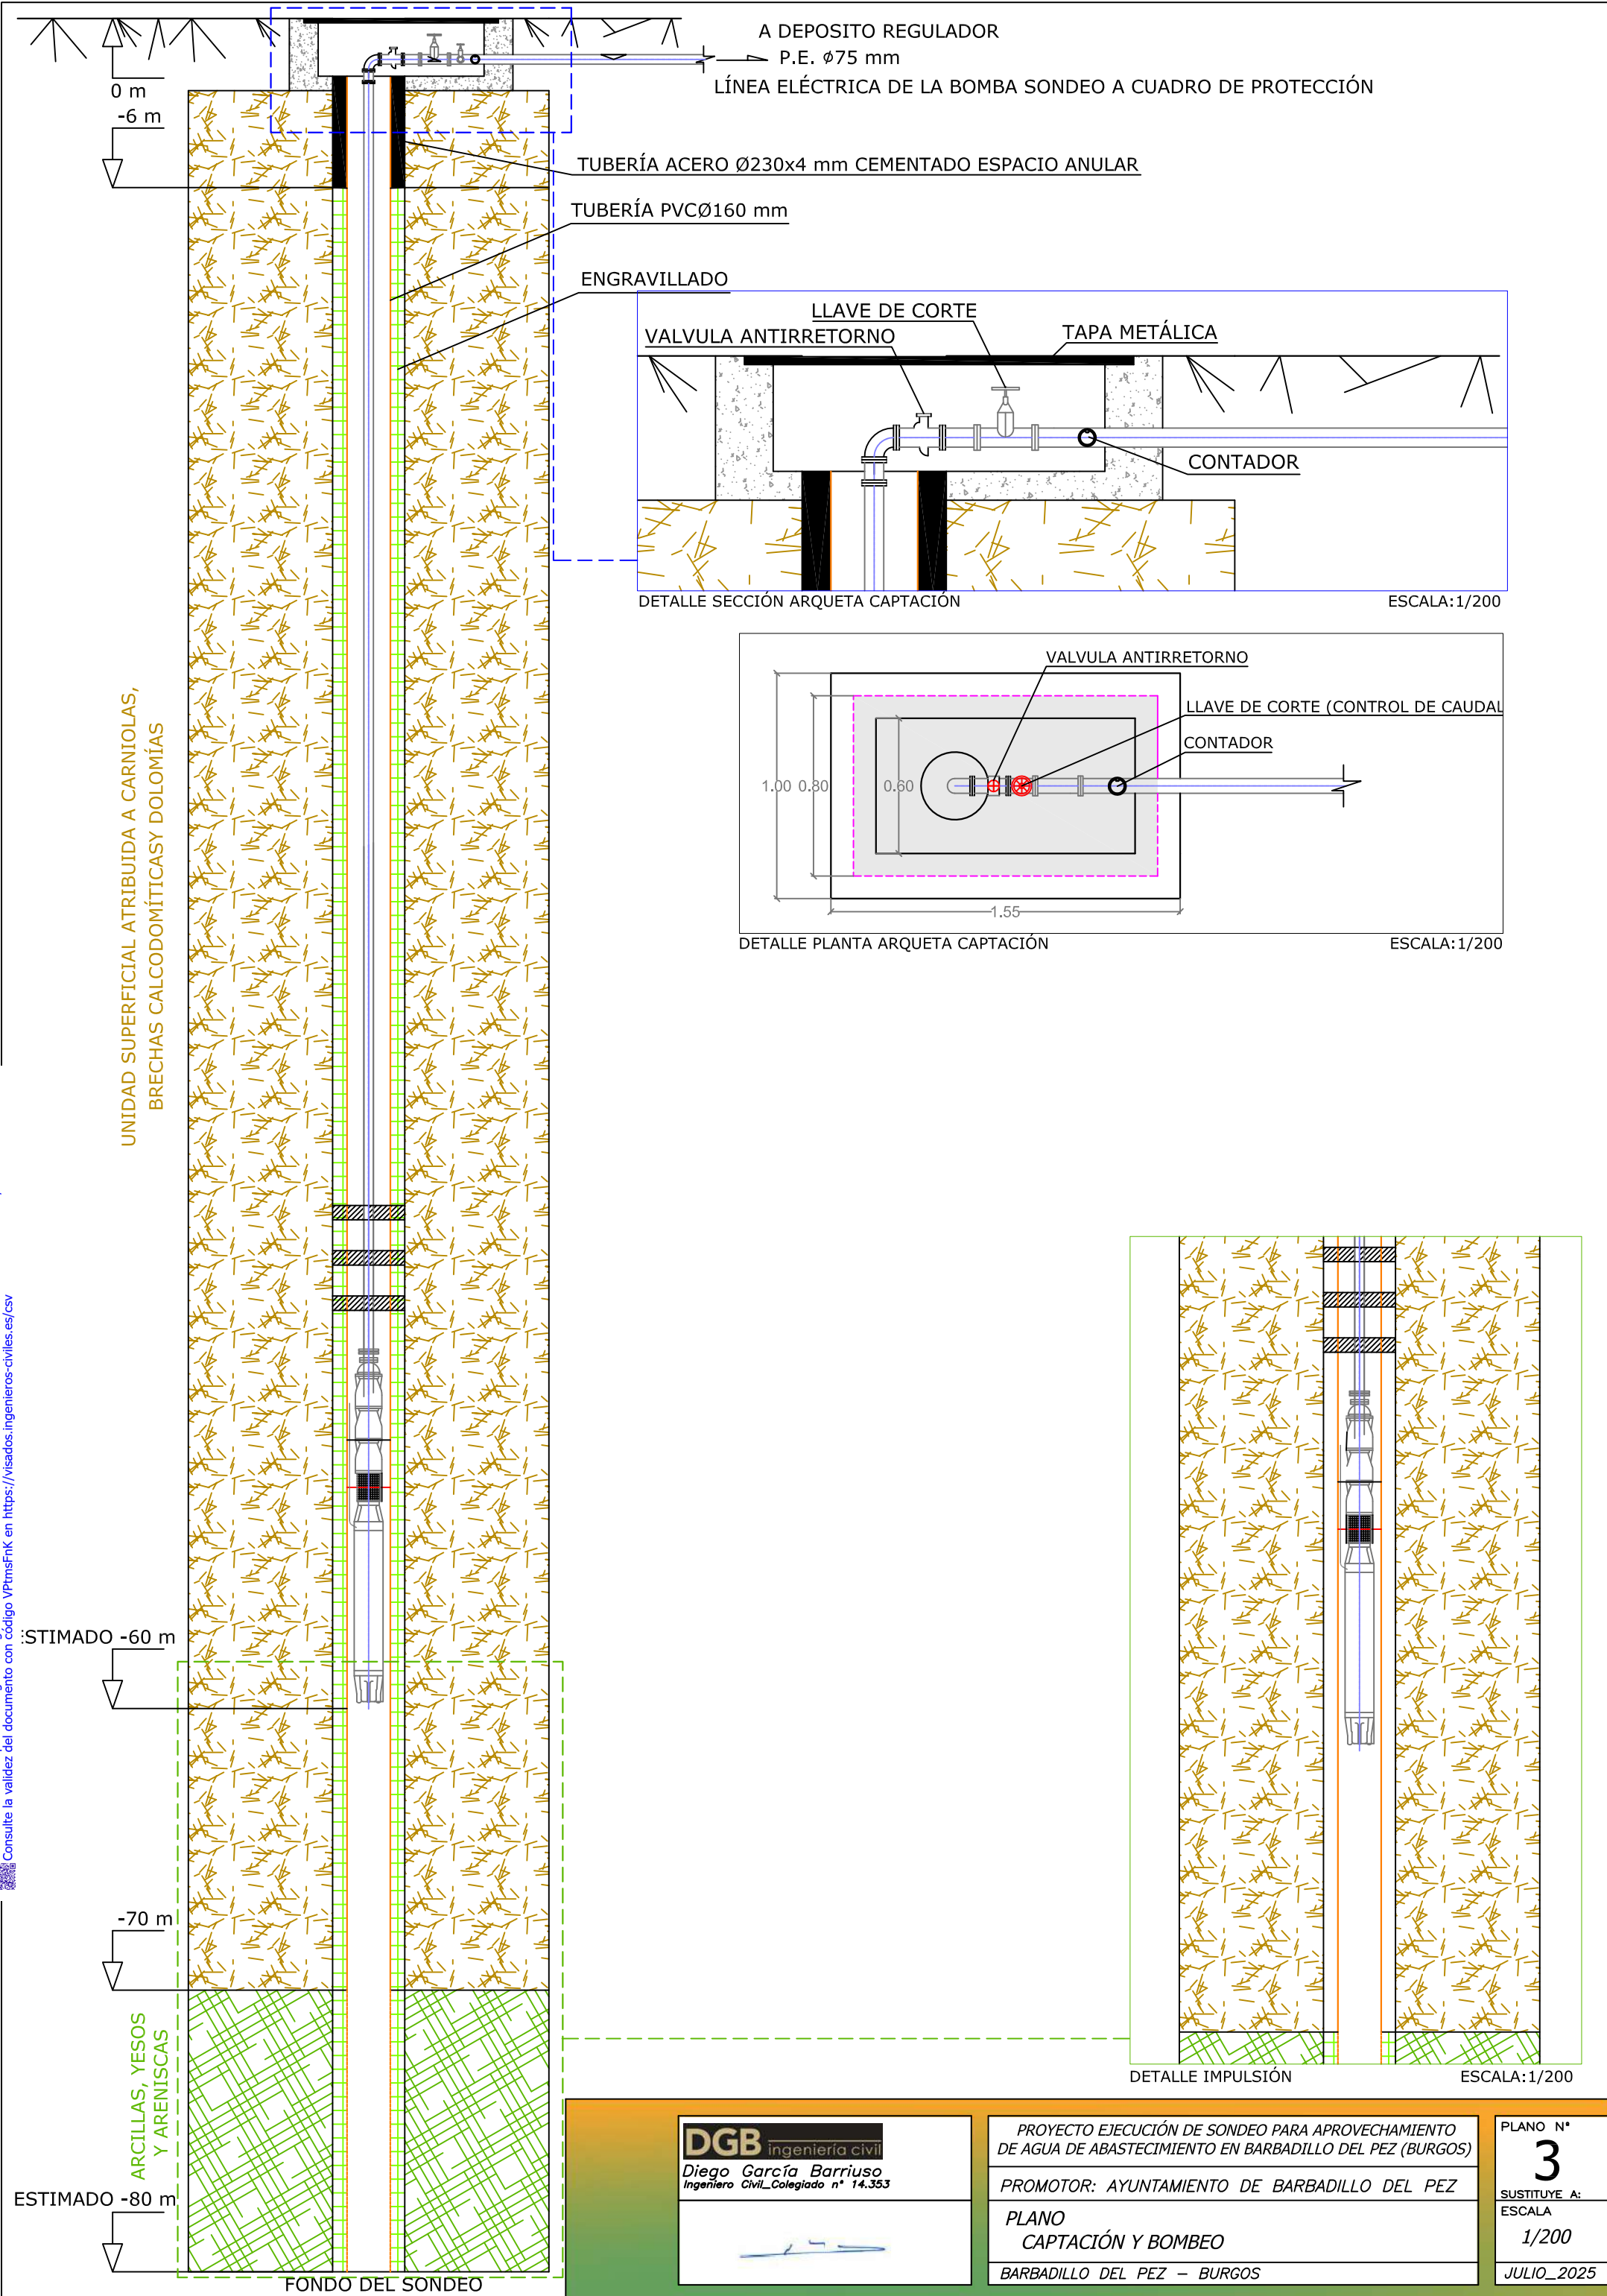 A DEPOSITO REGULADOR
P.E. ⌀75 mm
LÍNEA ELÉCTRICA DE LA BOMBA SONDEO A CUADRO DE PROTECCIÓN
0 m
-6 m
TUBERÍA ACERO Ø230x4 mm CEMENTADO ESPACIO ANULAR
TUBERÍA PVCØ160 mm
ENGRAVILLADO
LLAVE DE CORTE
VALVULA ANTIRRETORNO
TAPA METÁLICA
CONTADOR
DETALLE SECCIÓN ARQUETA CAPTACIÓN
ESCALA:1/200
VALVULA ANTIRRETORNO
LLAVE DE CORTE (CONTROL DE CAUDAL
CONTADOR
1.00
0.80
0.60
1.55
DETALLE PLANTA ARQUETA CAPTACIÓN
ESCALA:1/200
UNIDAD SUPERFICIAL ATRIBUIDA A CARNIOLAS,
BRECHAS CALCODOMÍTICASY DOLOMÍAS
Consulte la validez del documento con código VPtmsFnK en https://visados.ingenieros-civiles.es/csv
STIMADO -60 m
-70 m
ARCILLAS, YESOS
Y ARENISCAS
ESTIMADO -80 m
FONDO DEL SONDEO
DETALLE IMPULSIÓN
ESCALA:1/200
DGB ingeniería civil
Diego García Barriuso
Ingeniero Civil_Colegiado n° 14.353
PROYECTO EJECUCIÓN DE SONDEO PARA APROVECHAMIENTO
DE AGUA DE ABASTECIMIENTO EN BARBADILLO DEL PEZ (BURGOS)
PROMOTOR: AYUNTAMIENTO DE BARBADILLO DEL PEZ
PLANO
CAPTACIÓN Y BOMBEO
BARBADILLO DEL PEZ – BURGOS
PLANO N°
3
SUSTITUYE A:
ESCALA
1/200
JULIO_2025